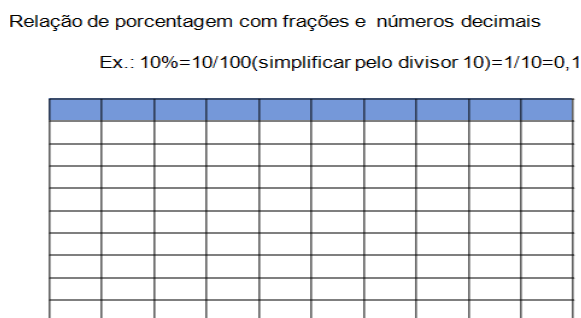 Relação de porcentagem com frações e números decimais
Ex.: 10%=10/100(simplificar pelo divisor 10)=1/10=0,1